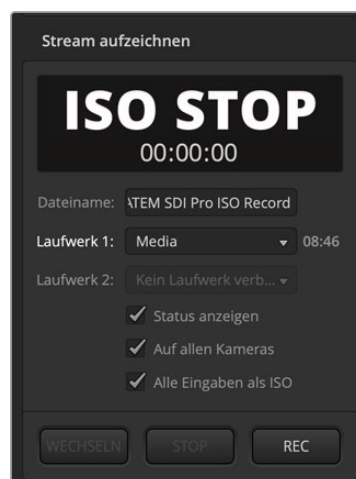 Stream aufzeichnen
ISO STOP
00:00:00
Dateiname: ATEM SDI Pro ISO Record
Laufwerk 1: Media 08:46
Laufwerk 2: Kein Laufwerk verb...
Status anzeigen
Auf allen Kameras
Alle Eingaben als ISO
WECHSELN STOP REC